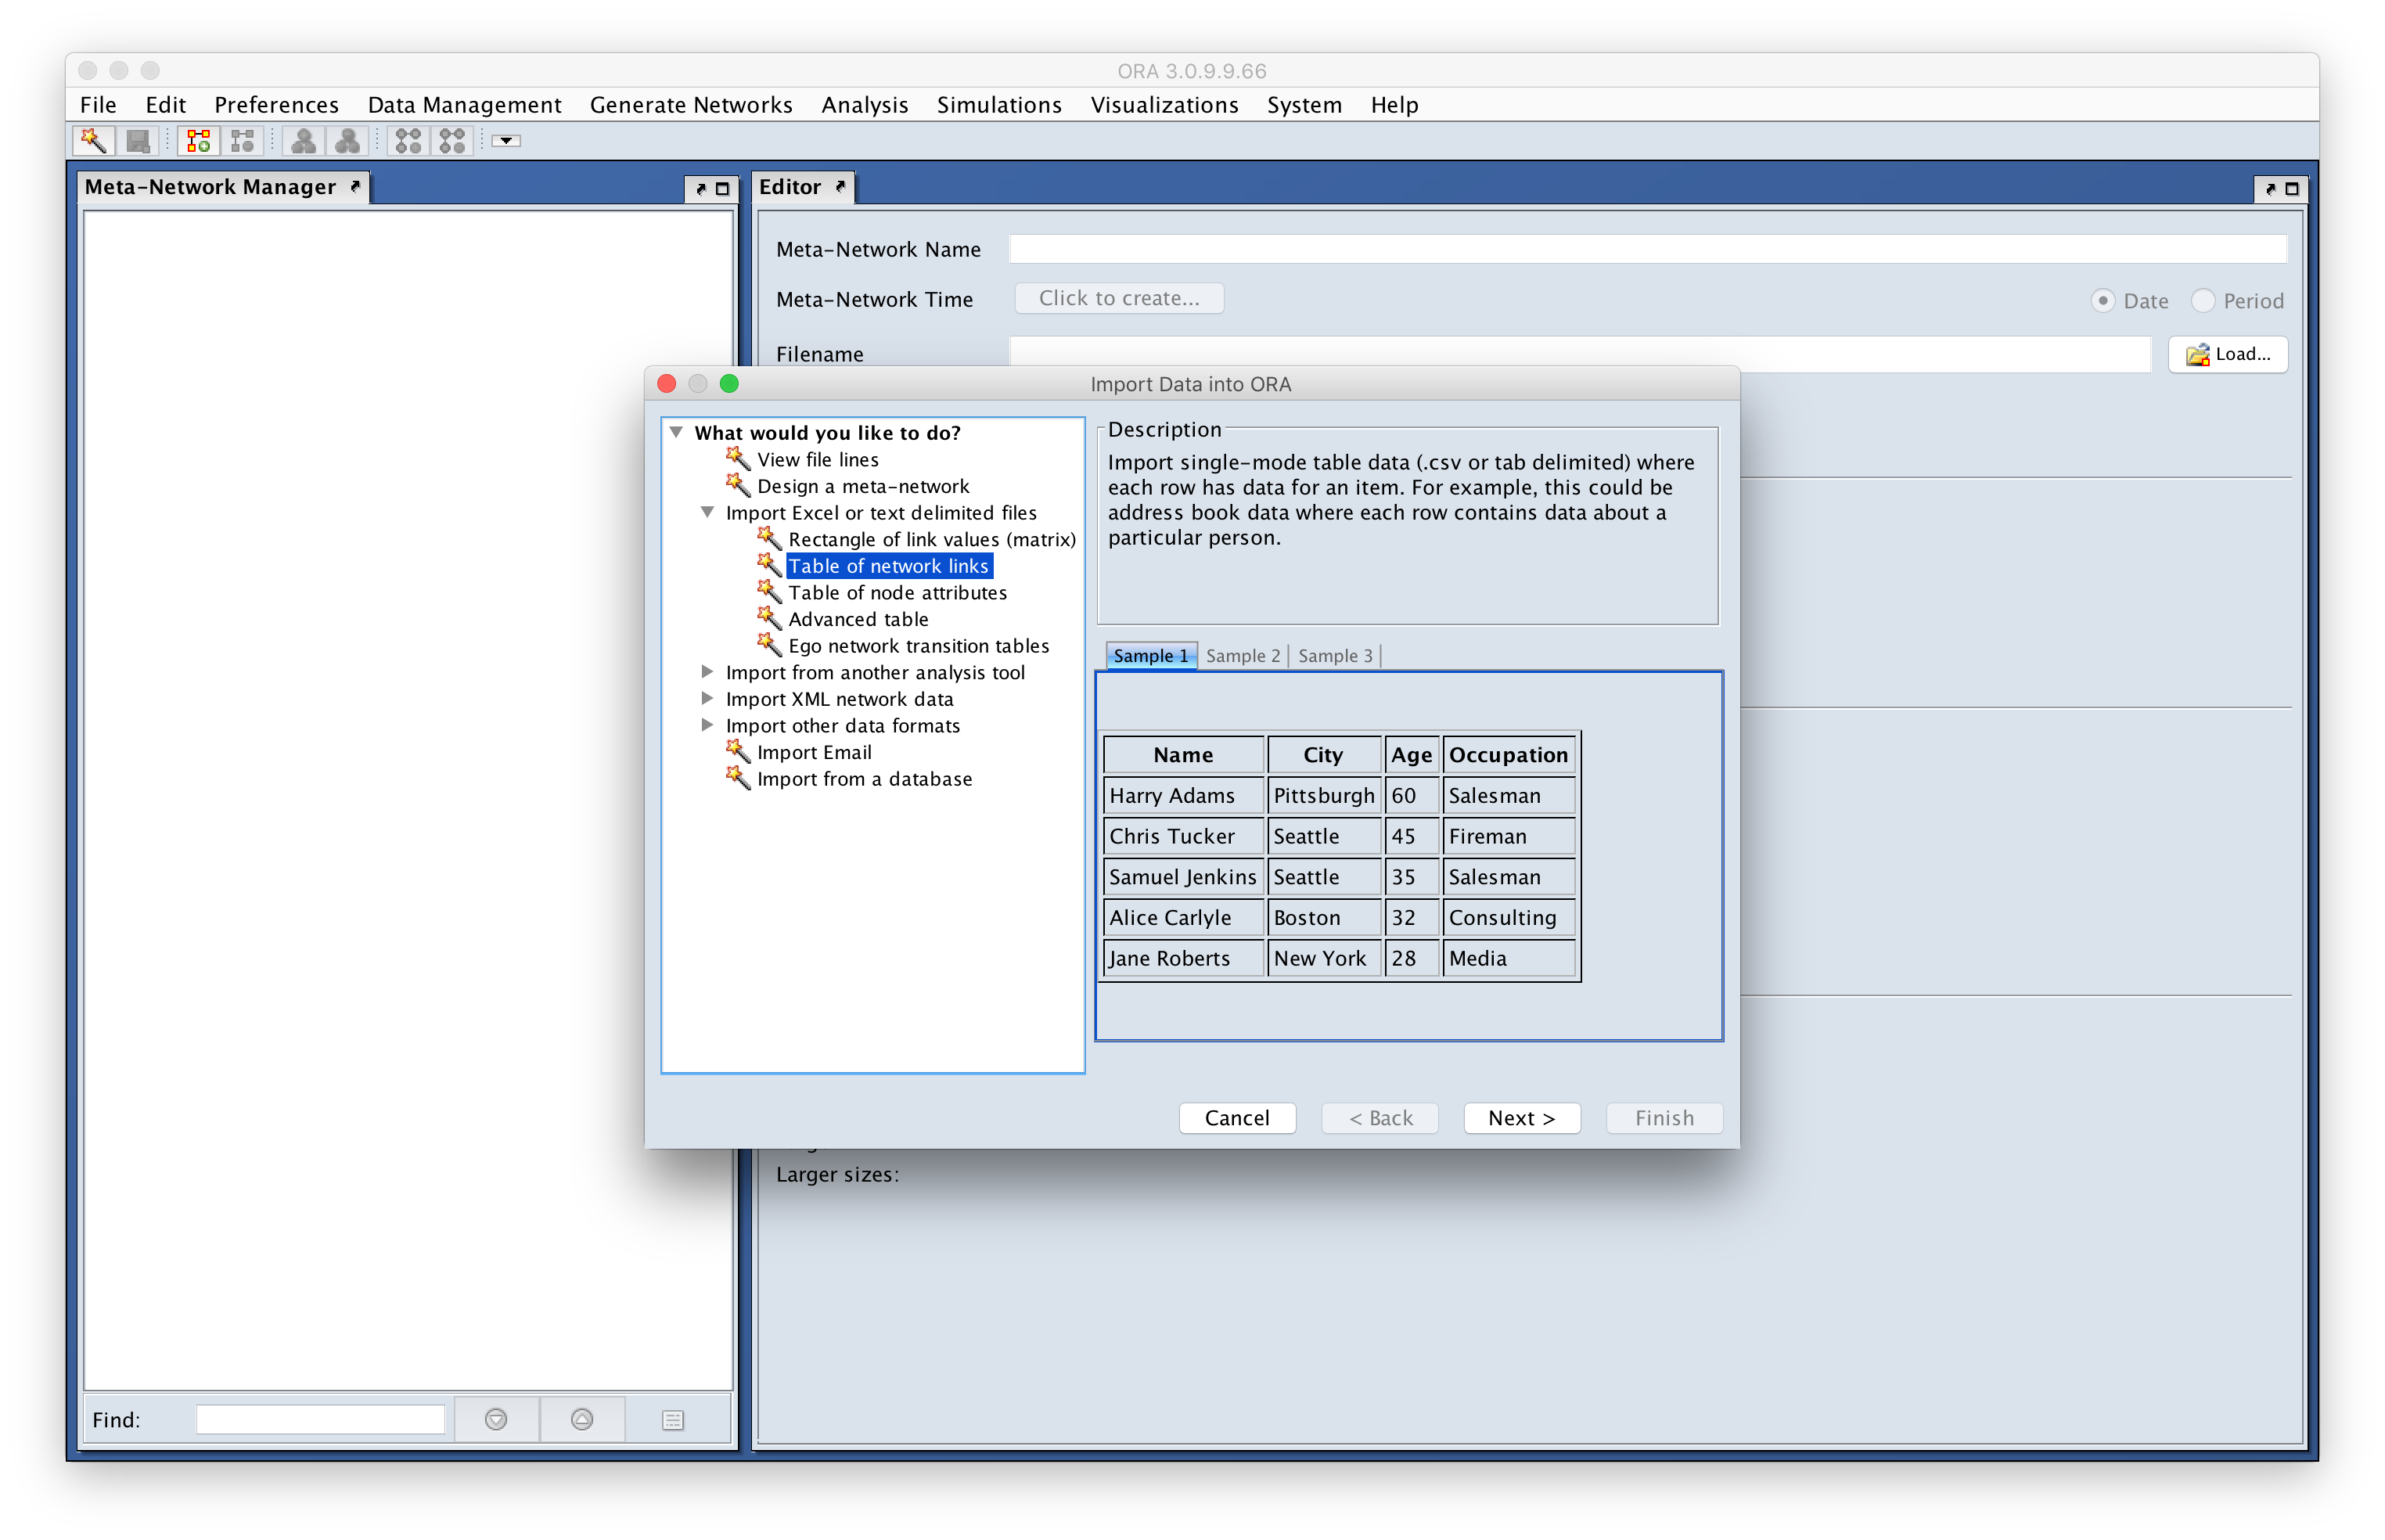 ORA 3.0.9.9.66
File Edit Preferences Data Management Generate Networks Analysis Simulations Visualizations System Help
Meta-Network Manager
Editor
Meta-Network Name
Meta-Network Time Click to create... Date Period
Filename Load...
Import Data into ORA
What would you like to do?
View file lines
Design a meta-network
Import Excel or text delimited files
Rectangle of link values (matrix)
Table of network links
Table of node attributes
Advanced table
Ego network transition tables
Import from another analysis tool
Import XML network data
Import other data formats
Import Email
Import from a database
Description
Import single-mode table data (.csv or tab delimited) where
each row has data for an item. For example, this could be
address book data where each row contains data about a
particular person.
Sample 1 Sample 2 Sample 3
Name City Age Occupation
Harry Adams Pittsburgh 60 Salesman
Chris Tucker Seattle 45 Fireman
Samuel Jenkins Seattle 35 Salesman
Alice Carlyle Boston 32 Consulting
Jane Roberts New York 28 Media
Cancel < Back Next > Finish
Larger sizes:
Find: